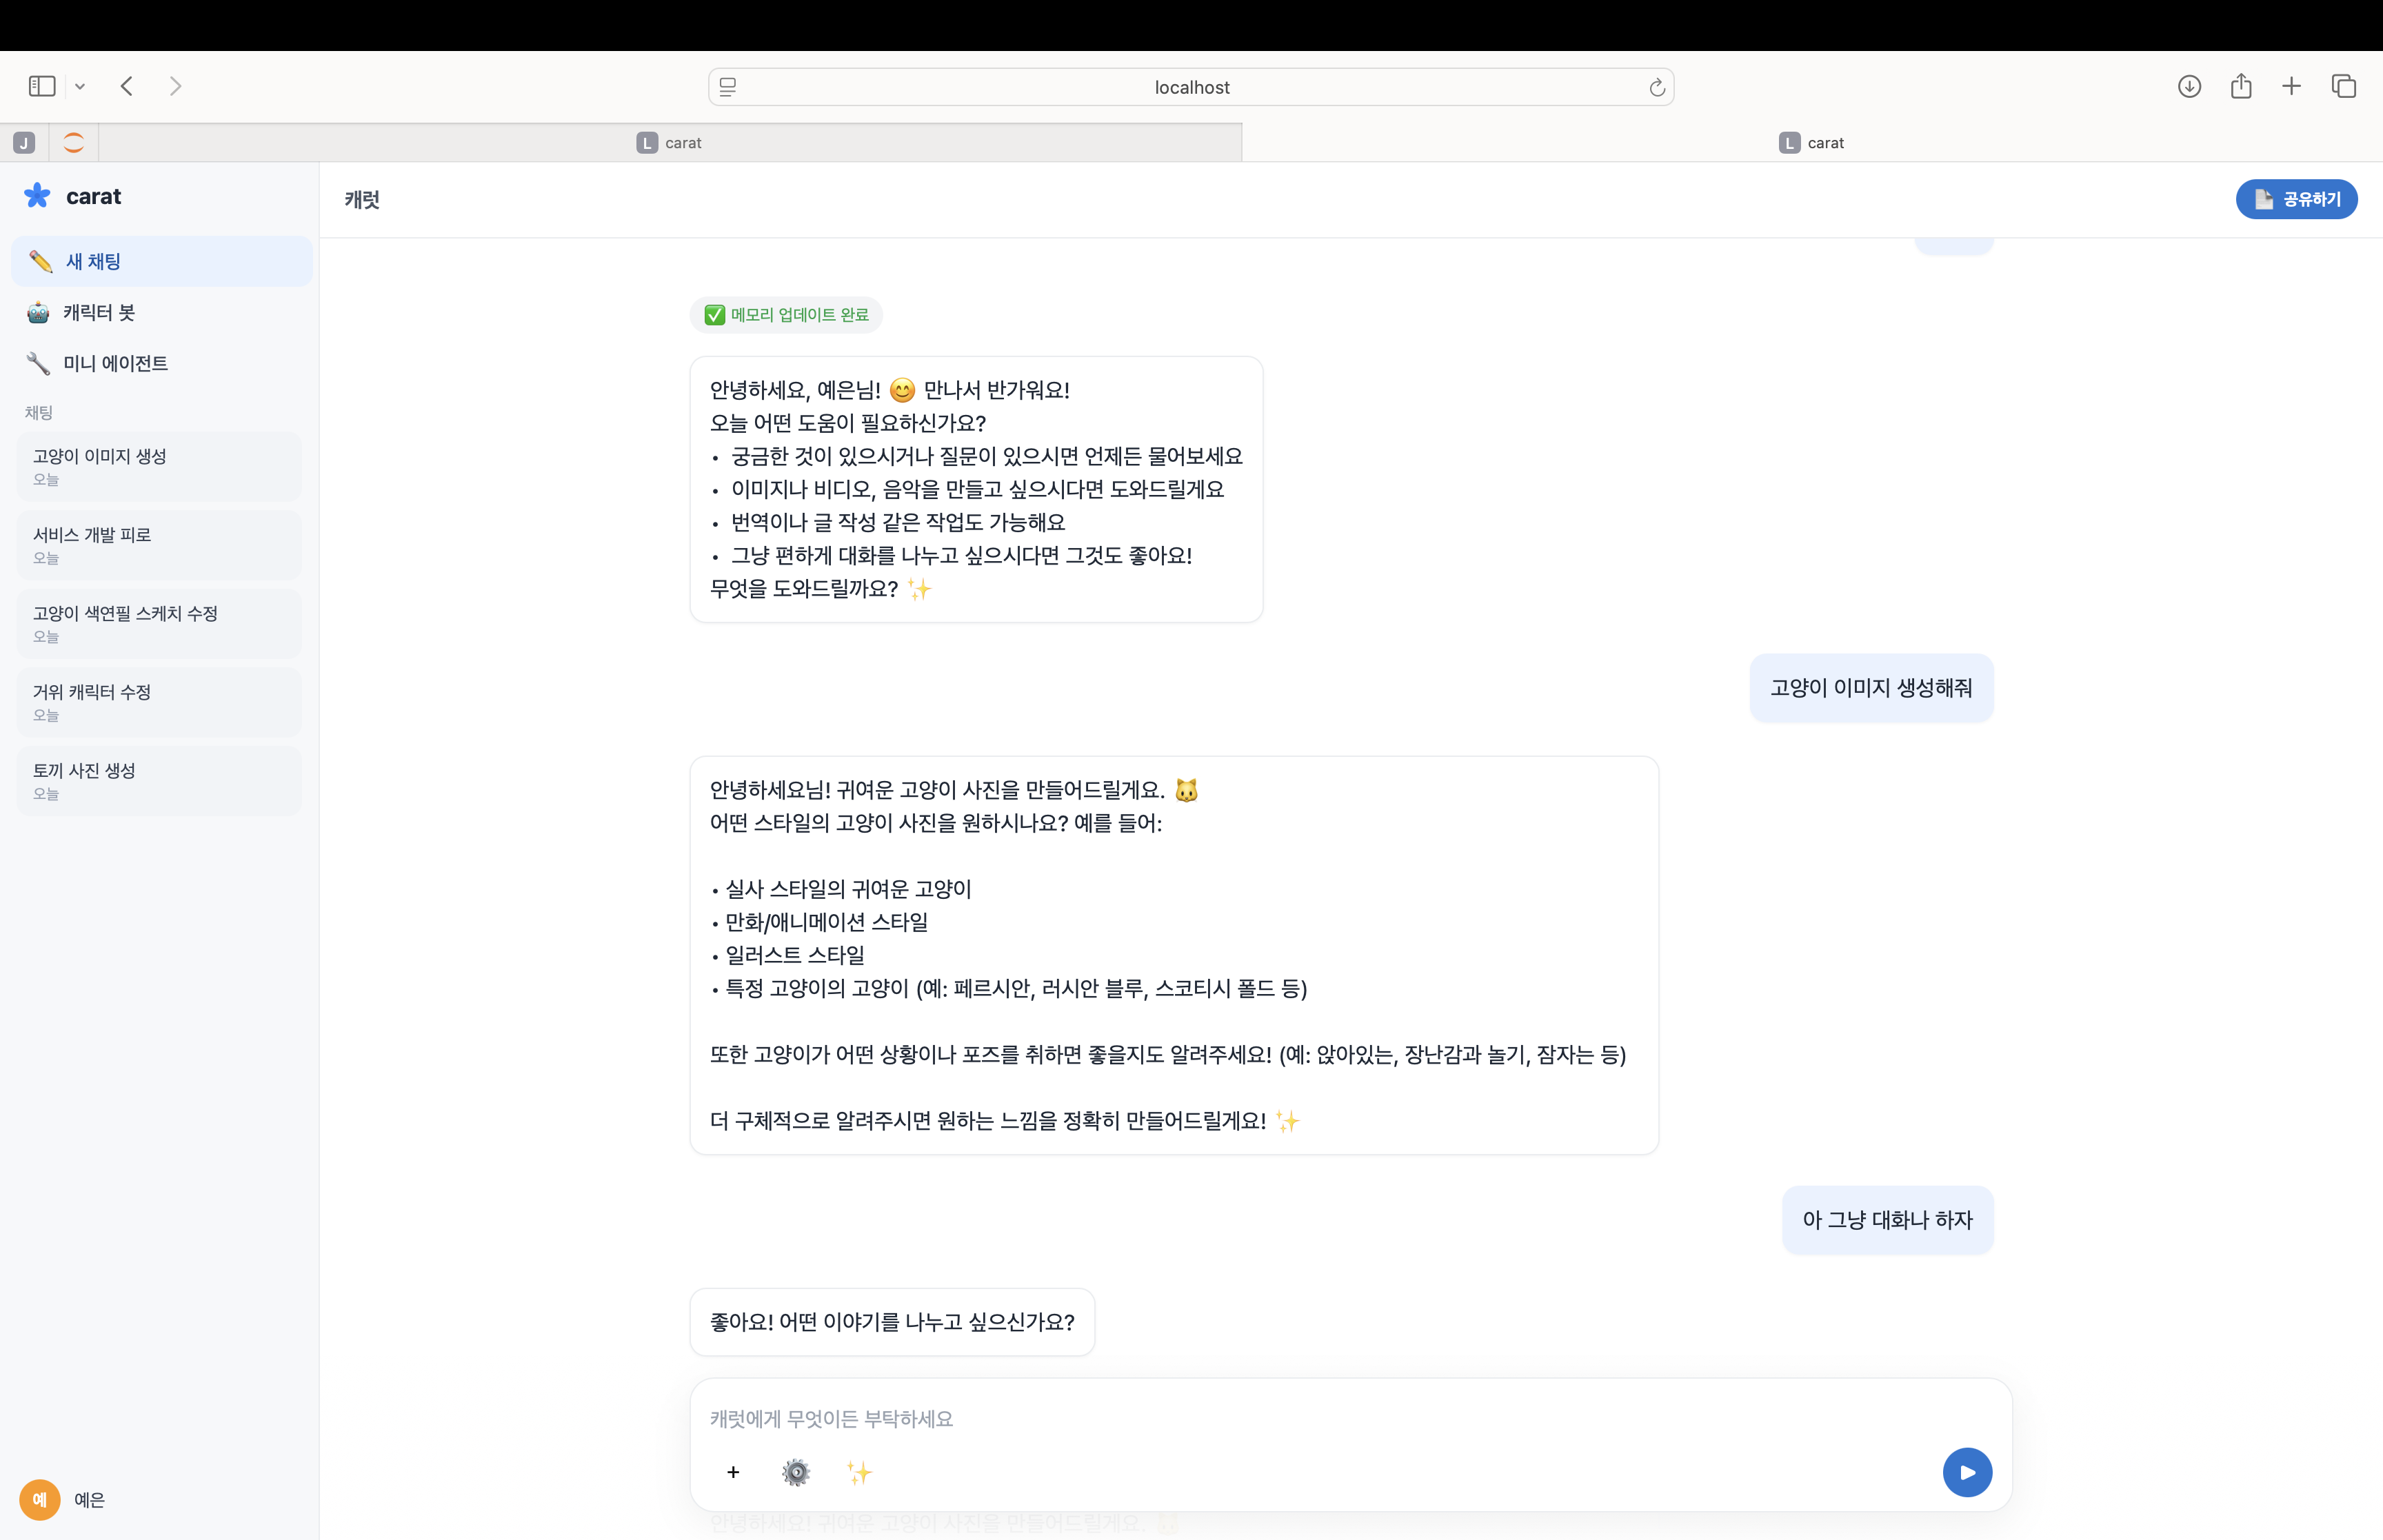 localhost
J
L carat
L carat
carat
캐럿
공유하기
새 채팅
캐릭터 봇
미니 에이전트
채팅
고양이 이미지 생성
오늘
서비스 개발 피로
오늘
고양이 색연필 스케치 수정
오늘
거위 캐릭터 수정
오늘
토끼 사진 생성
오늘
예 예은
✅ 메모리 업데이트 완료
안녕하세요, 예은님! 😊 만나서 반가워요!
오늘 어떤 도움이 필요하신가요?
• 궁금한 것이 있으시거나 질문이 있으시면 언제든 물어보세요
• 이미지나 비디오, 음악을 만들고 싶으시다면 도와드릴게요
• 번역이나 글 작성 같은 작업도 가능해요
• 그냥 편하게 대화를 나누고 싶으시다면 그것도 좋아요!
무엇을 도와드릴까요? ✨
고양이 이미지 생성해줘
안녕하세요님! 귀여운 고양이 사진을 만들어드릴게요. 🐱
어떤 스타일의 고양이 사진을 원하시나요? 예를 들어:
• 실사 스타일의 귀여운 고양이
• 만화/애니메이션 스타일
• 일러스트 스타일
• 특정 고양이의 고양이 (예: 페르시안, 러시안 블루, 스코티시 폴드 등)
또한 고양이가 어떤 상황이나 포즈를 취하면 좋을지도 알려주세요! (예: 앉아있는, 장난감과 놀기, 잠자는 등)
더 구체적으로 알려주시면 원하는 느낌을 정확히 만들어드릴게요! ✨
아 그냥 대화나 하자
좋아요! 어떤 이야기를 나누고 싶으신가요?
캐럿에게 무엇이든 부탁하세요
안녕하세요! 귀여운 고양이 사진을 만들어드릴게요. 🐱